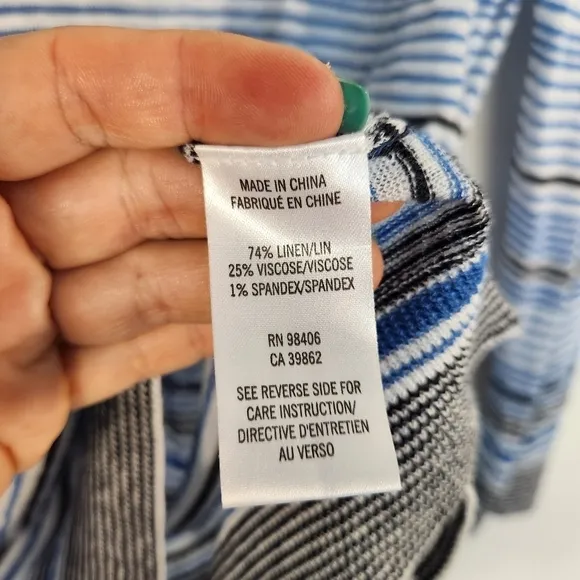 MADE IN CHINA
FABRIQUÉ EN CHINE
74% LINEN/LIN
25% VISCOSE/VISCOSE
1% SPANDEX/SPANDEX
RN 98406
CA 39862
SEE REVERSE SIDE FOR
CARE INSTRUCTION/
DIRECTIVE D'ENTRETIEN
AU VERSO